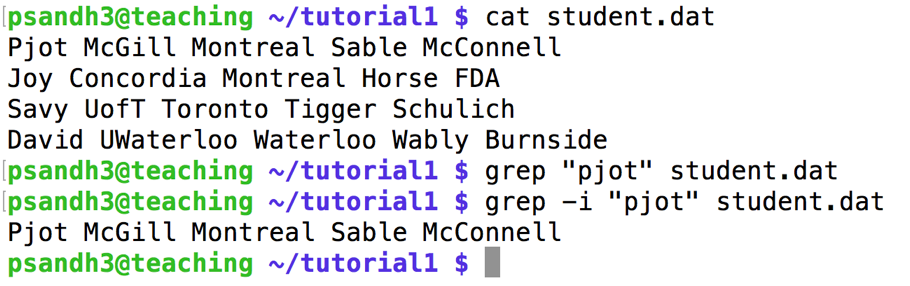 psandh3@teaching ~/tutorial1 $ cat student.dat
Pjot McGill Montreal Sable McConnell
Joy Concordia Montreal Horse FDA
Savy UofT Toronto Tigger Schulich
David UWaterloo Waterloo Wably Burnside
psandh3@teaching ~/tutorial1 $ grep "pjot" student.dat
psandh3@teaching ~/tutorial1 $ grep -i "pjot" student.dat
Pjot McGill Montreal Sable McConnell
psandh3@teaching ~/tutorial1 $